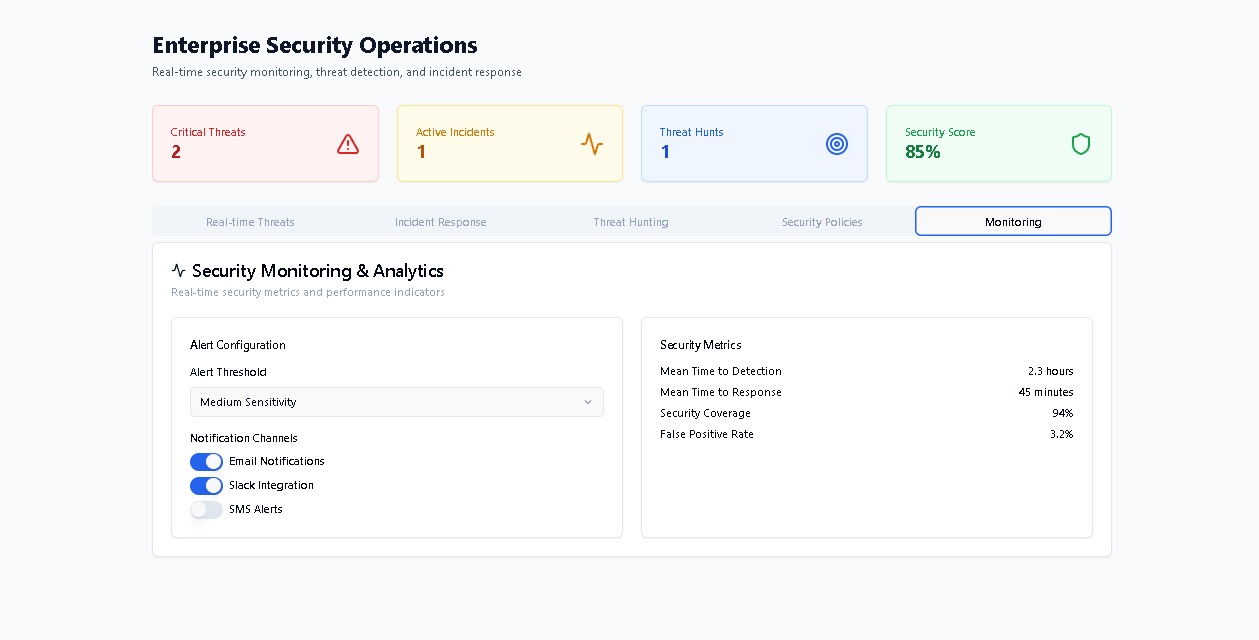 Enterprise Security Operations
Real-time security monitoring, threat detection, and incident response
Critical Threats
2
Active Incidents
1
Threat Hunts
1
Security Score
85%
Real-time Threats
Incident Response
Threat Hunting
Security Policies
Monitoring
Security Monitoring & Analytics
Real-time security metrics and performance indicators
Alert Configuration
Alert Threshold
Medium Sensitivity
Notification Channels
Email Notifications
Slack Integration
SMS Alerts
Security Metrics
Mean Time to Detection 2.3 hours
Mean Time to Response 45 minutes
Security Coverage 94%
False Positive Rate 3.2%